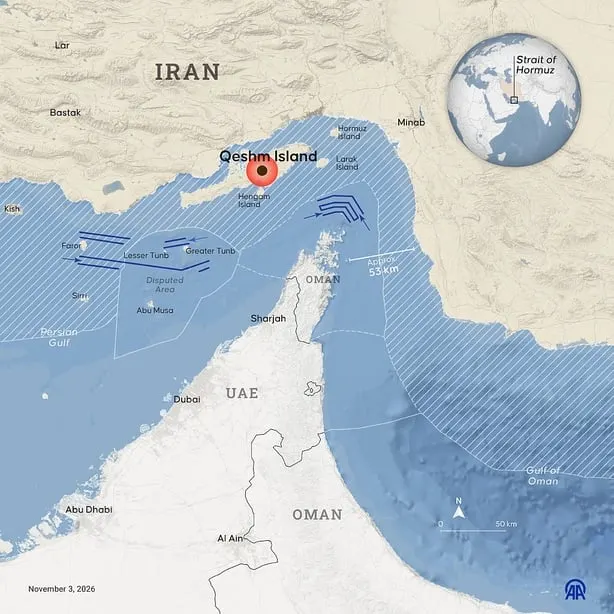 Lar
IRAN
Strait of
Hormuz
Bastak
Minab
Hormuz
Island
Qeshm Island
Larak
Island
Hengam
Island
Kish
Faror
Lesser Tunb
Greater Tunb
Disputed
Area
Sirri
Abu Musa
OMAN
Approx.
53 km
Persian
Gulf
Sharjah
UAE
Dubai
Gulf of
Oman
Abu Dhabi
OMAN
Al Ain
N
0
50 km
November 3, 2026
AA